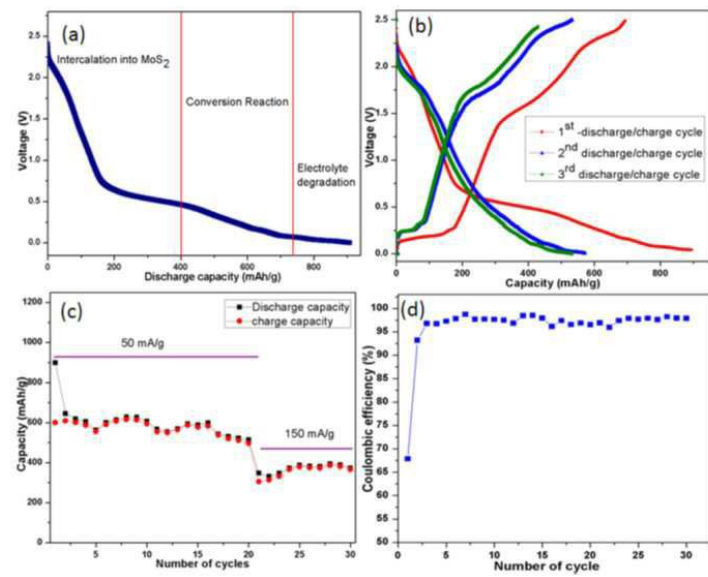 (a)
Intercalation into MoS2
Conversion Reaction
Electrolyte
degradation
Voltage (V)
2.5
2.0
1.5
1.0
0.5
0.0
0 200 400 600 800
Discharge capacity (mAh/g)
(b)
Voltage (V)
2.5
2.0
1.5
1.0
0.5
0.0
1st -discharge/charge cycle
2nd discharge/charge cycle
3rd discharge/charge cycle
0 200 400 600 800
Capacity (mAh/g)
(c)
Discharge capacity
charge capacity
50 mA/g
150 mA/g
Capacity (mAh/g)
1200
1000
800
600
400
200
0
5 10 15 20 25 30
Number of cycles
(d)
Coulombic efficiency (%)
100
95
90
85
80
75
70
65
60
55
50
0 5 10 15 20 25 30
Number of cycle